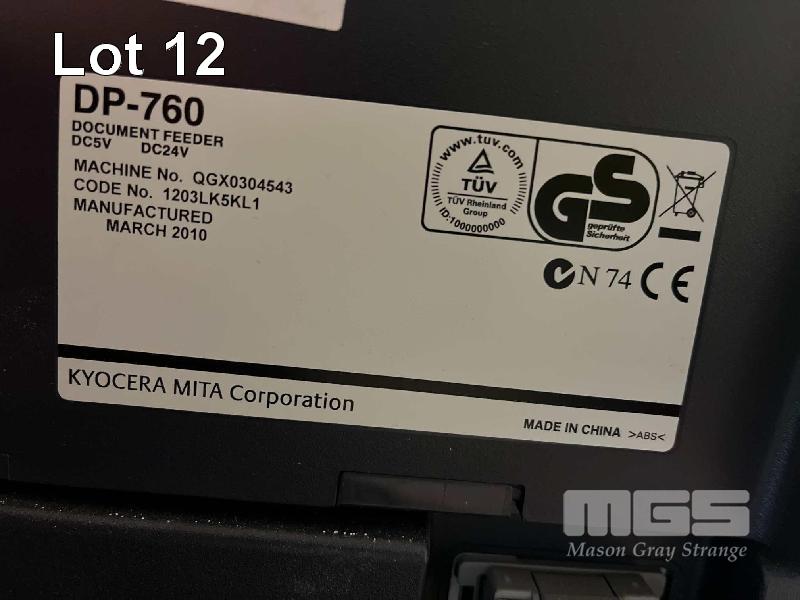 Lot 12
DP-760
DOCUMENT FEEDER
DC5V DC24V
MACHINE No. QGX0304543
CODE No. 1203LK5KL1
MANUFACTURED
MARCH 2010
www.tuv.com
TÜV
TÜV Rheinland
Group
ID:1000000000
GS
geprüfte
Sicherheit
N 74 CE
KYOCERA MITA Corporation
MADE IN CHINA >ABS<
MGS
Mason Gray Strange